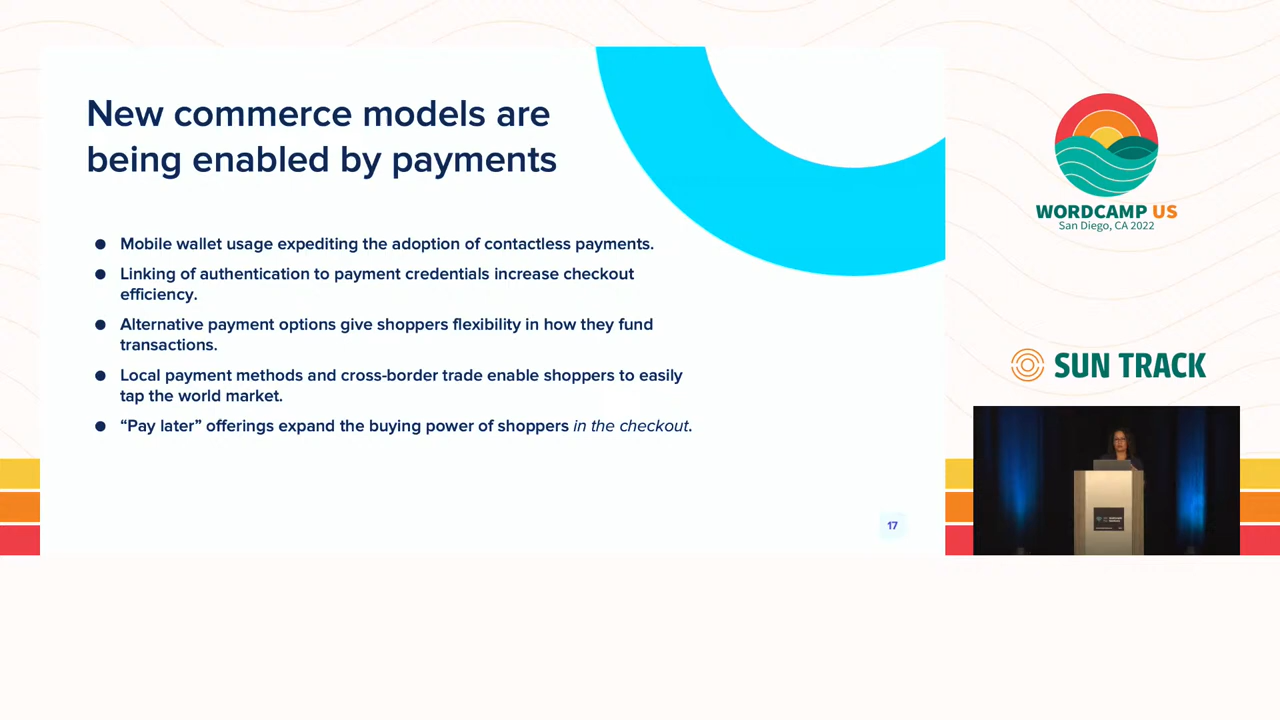 New commerce models are
being enabled by payments
● Mobile wallet usage expediting the adoption of contactless payments.
● Linking of authentication to payment credentials increase checkout
efficiency.
● Alternative payment options give shoppers flexibility in how they fund
transactions.
● Local payment methods and cross-border trade enable shoppers to easily
tap the world market.
● “Pay later” offerings expand the buying power of shoppers in the checkout.
17
WORDCAMP US
San Diego, CA 2022
SUN TRACK